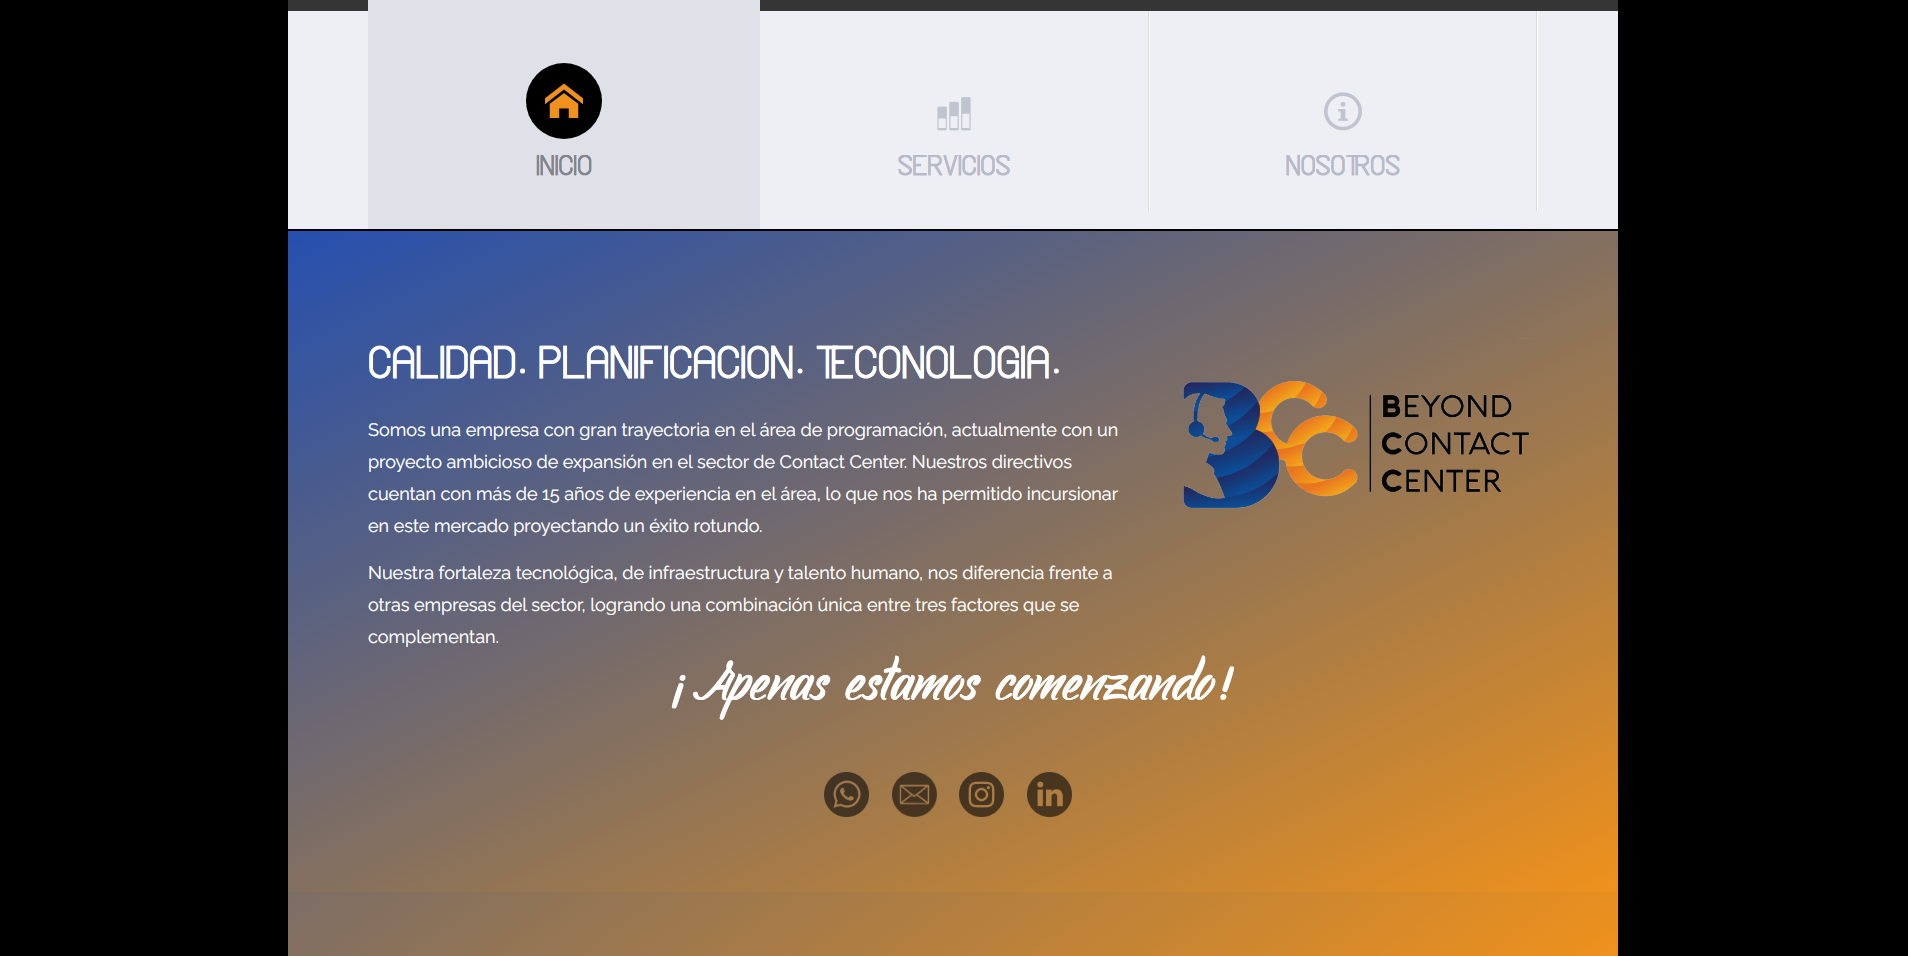 INICIO
SERVICIOS
NOSOTROS
CALIDAD. PLANIFICACION. TECONOLOGIA.
Somos una empresa con gran trayectoria en el área de programación, actualmente con un
proyecto ambicioso de expansión en el sector de Contact Center. Nuestros directivos
cuentan con más de 15 años de experiencia en el área, lo que nos ha permitido incursionar
en este mercado proyectando un éxito rotundo.
Nuestra fortaleza tecnológica, de infraestructura y talento humano, nos diferencia frente a
otras empresas del sector, logrando una combinación única entre tres factores que se
complementan.
BCC
BEYOND
CONTACT
CENTER
¡Apenas estamos comenzando!